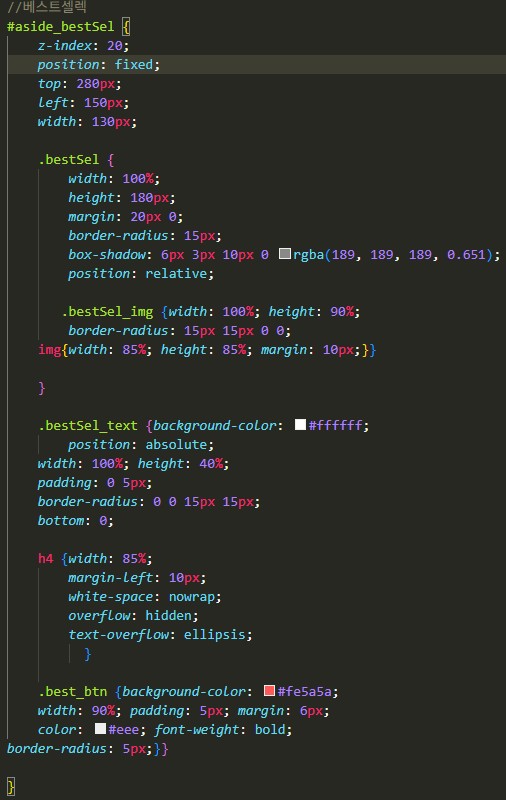 //베스트셀렉
#aside_bestSel {
z-index: 20;
position: fixed;
top: 280px;
left: 150px;
width: 130px;
.bestSel {
width: 100%;
height: 180px;
margin: 20px 0;
border-radius: 15px;
box-shadow: 6px 3px 10px 0 rgba(189, 189, 189, 0.651);
position: relative;
.bestSel_img {width: 100%; height: 90%;
border-radius: 15px 15px 0 0;
img{width: 85%; height: 85%; margin: 10px;}}
}
.bestSel_text {background-color: #ffffff;
position: absolute;
width: 100%; height: 40%;
padding: 0 5px;
border-radius: 0 0 15px 15px;
bottom: 0;
h4 {width: 85%;
margin-left: 10px;
white-space: nowrap;
overflow: hidden;
text-overflow: ellipsis;
}
.best_btn {background-color: #fe5a5a;
width: 90%; padding: 5px; margin: 6px;
color: #eee; font-weight: bold;
border-radius: 5px;}}
}